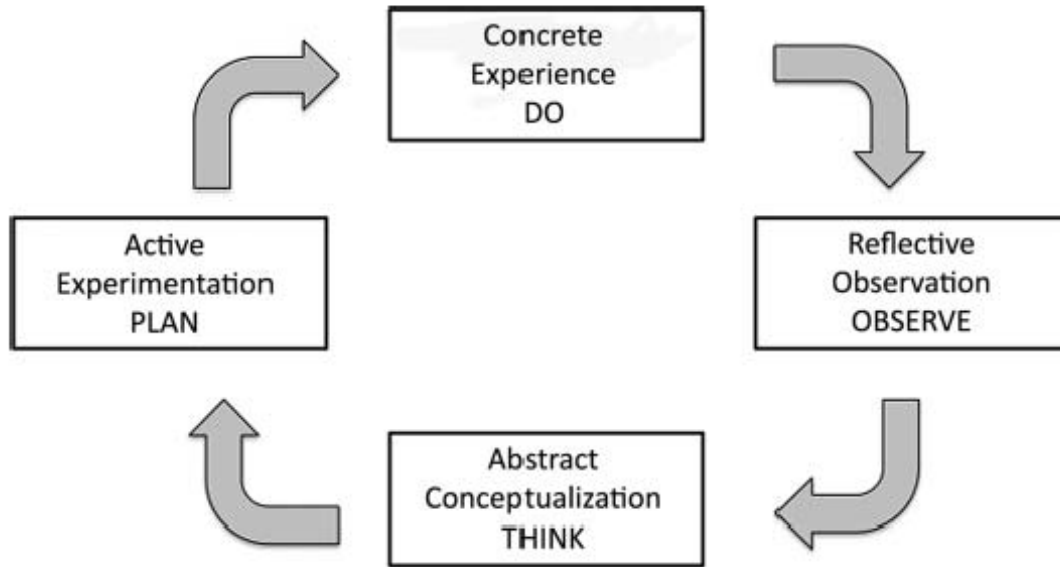 Concrete
Experience
DO
Active
Experimentation
PLAN
Reflective
Observation
OBSERVE
Abstract
Conceptualization
THINK